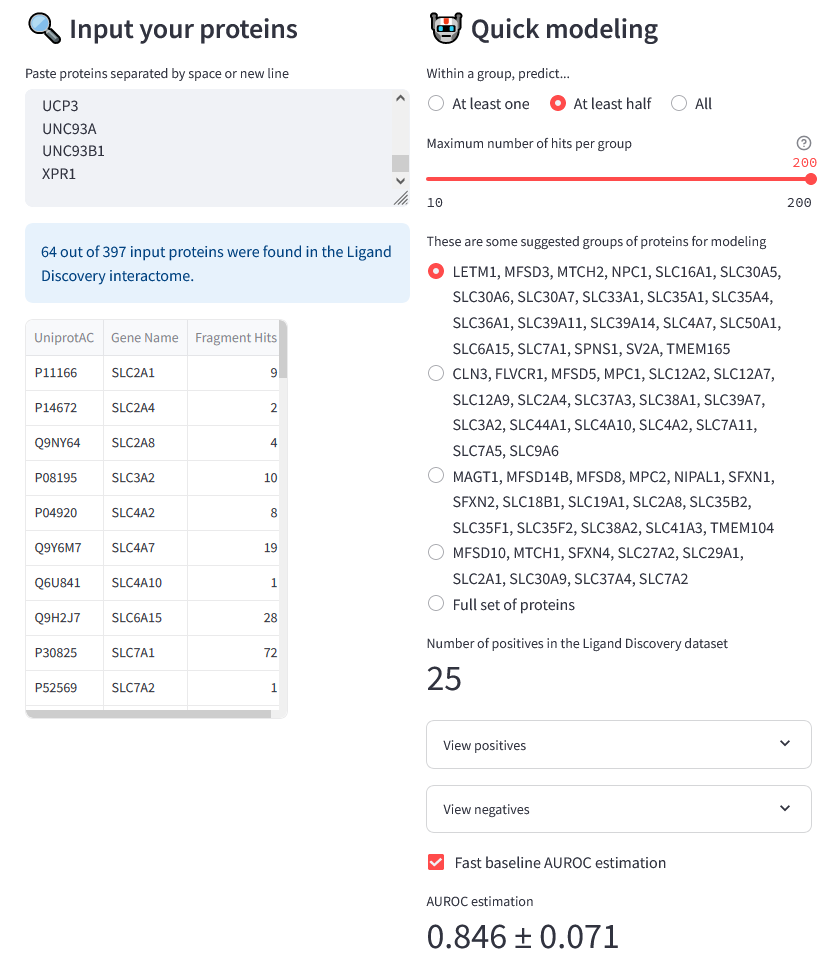 Input your proteins
Paste proteins separated by space or new line
UCP3
UNC93A
UNC93B1
XPR1
64 out of 397 input proteins were found in the Ligand
Discovery interactome.
UniprotAC Gene Name Fragment Hits
P11166 SLC2A1 9
P14672 SLC2A4 2
Q9NY64 SLC2A8 4
P08195 SLC3A2 10
P04920 SLC4A2 8
Q9Y6M7 SLC4A7 19
Q6U841 SLC4A10 1
Q9H2J7 SLC6A15 28
P30825 SLC7A1 72
P52569 SLC7A2 1
Quick modeling
Within a group, predict...
At least one At least half All
Maximum number of hits per group
200
10 200
These are some suggested groups of proteins for modeling
LETM1, MFSD3, MTCH2, NPC1, SLC16A1, SLC30A5,
SLC30A6, SLC30A7, SLC33A1, SLC35A1, SLC35A4,
SLC36A1, SLC39A11, SLC39A14, SLC4A7, SLC50A1,
SLC6A15, SLC7A1, SPNS1, SV2A, TMEM165
CLN3, FLVCR1, MFSD5, MPC1, SLC12A2, SLC12A7,
SLC12A9, SLC2A4, SLC37A3, SLC38A1, SLC39A7,
SLC3A2, SLC44A1, SLC4A10, SLC4A2, SLC7A11,
SLC7A5, SLC9A6
MAGT1, MFSD14B, MFSD8, MPC2, NIPAL1, SFXN1,
SFXN2, SLC18B1, SLC19A1, SLC2A8, SLC35B2,
SLC35F1, SLC35F2, SLC38A2, SLC41A3, TMEM104
MFSD10, MTCH1, SFXN4, SLC27A2, SLC29A1,
SLC2A1, SLC30A9, SLC37A4, SLC7A2
Full set of proteins
Number of positives in the Ligand Discovery dataset
25
View positives
View negatives
Fast baseline AUROC estimation
AUROC estimation
0.846 ± 0.071